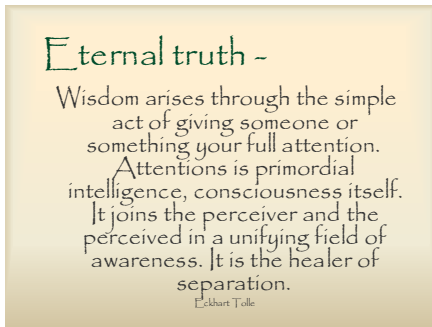 Eternal truth -
Wisdom arises through the simple
act of giving someone or
something your full attention.
Attentions is primordial
intelligence, consciousness itself.
It joins the perceiver and the
perceived in a unifying field of
awareness. It is the healer of
separation.
Eckhart Tolle